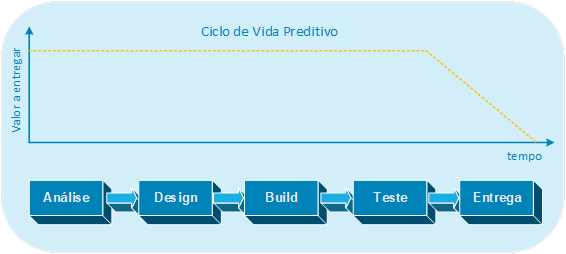 Ciclo de Vida Preditivo
Valor a entregar
tempo
Análise
Design
Build
Teste
Entrega